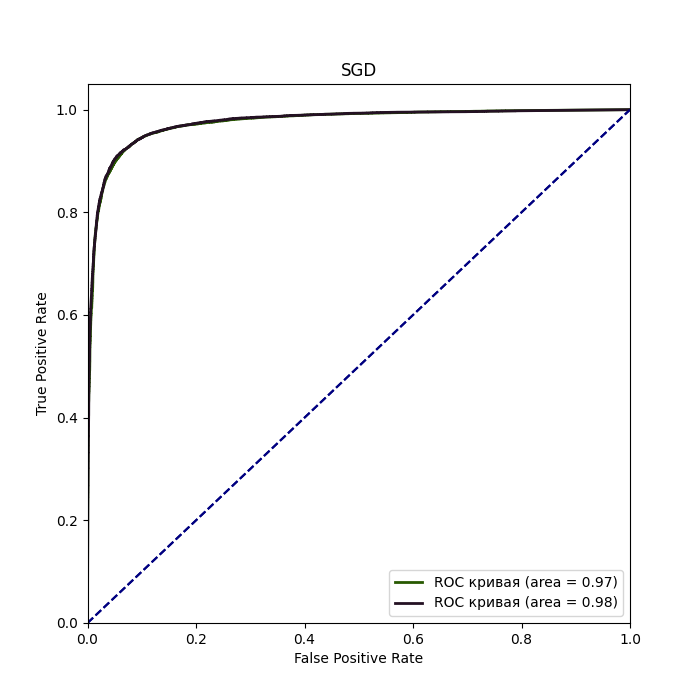 SGD
1.0
0.8
0.6
0.4
0.2
0.0
True Positive Rate
ROC кривая (area = 0.97)
ROC кривая (area = 0.98)
0.0 0.2 0.4 0.6 0.8 1.0
False Positive Rate